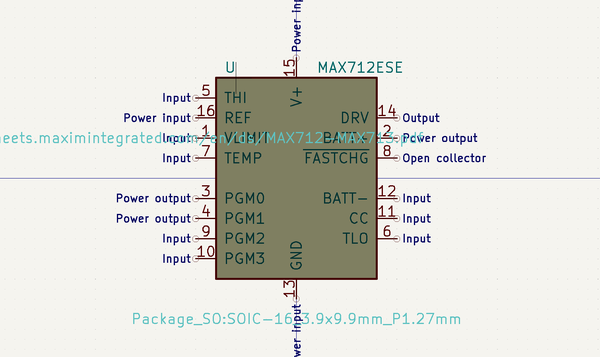 Power in
U
MAX712ESE
15
V+
Input 5 THI
Power input 16 REF
DRV 14 Output
Input 1 VLIMIT
BATT+ 2 Power output
eets.maximintegrated.com/en/ds/MAX712-MAX713.pdf
Input 7 TEMP
FASTCHG 8 Open collector
Power output 3 PGM0
BATT- 12 Input
Power output 4 PGM1
CC 11 Input
Input 9 PGM2
TLO 6 Input
Input 10 PGM3
GND
13
wer input
Package_SO:SOIC-16_3.9x9.9mm_P1.27mm